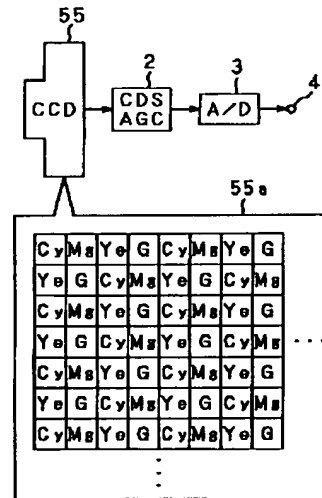 55
2
3
4
CCD
CDS
AGC
A/D
55a
Cy Mg Ye G Cy Mg Ye G
Ye G Cy Mg Ye G Cy Mg
Cy Mg Ye G Cy Mg Ye G
Ye G Cy Mg Ye G Cy Mg
Cy Mg Ye G Cy Mg Ye G
Ye G Cy Mg Ye G Cy Mg
Cy Mg Ye G Cy Mg Ye G